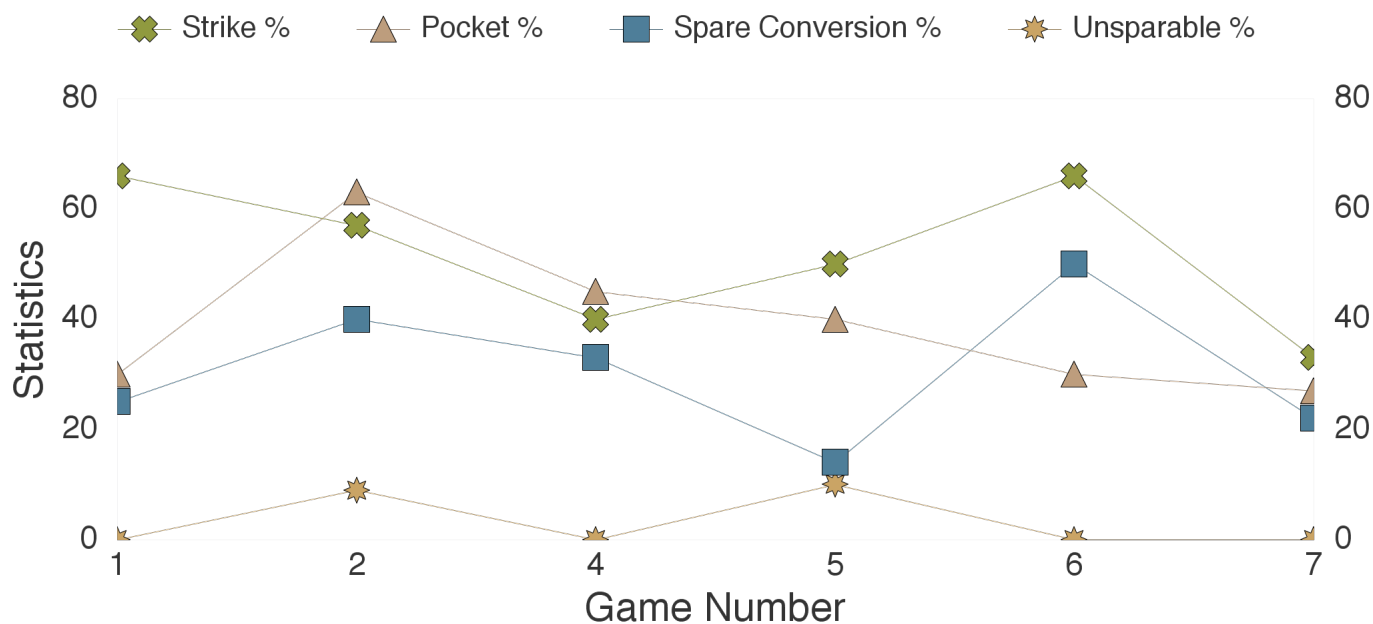 Strike % Pocket % Spare Conversion % Unsparable %
80 80
60 60
40 40
20 20
0 0
Statistics
1 2 4 5 6 7
Game Number